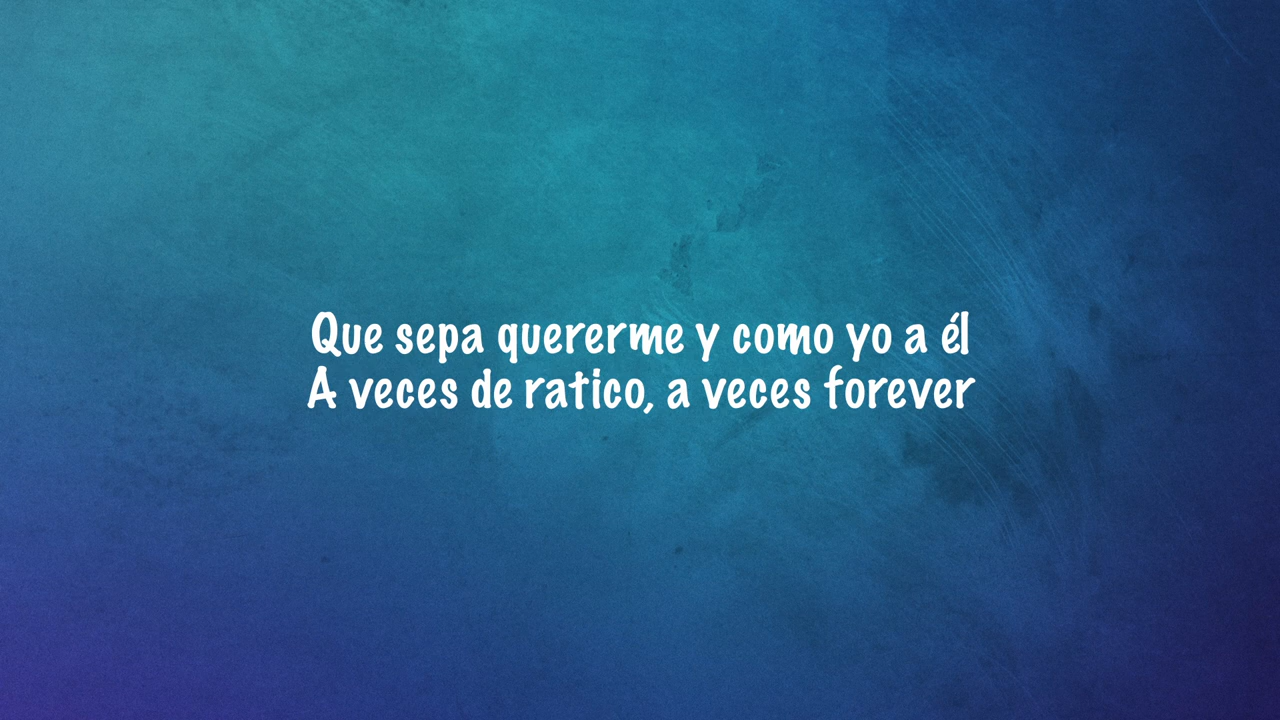 Que sepa quererme y como yo a él
A veces de ratico, a veces forever